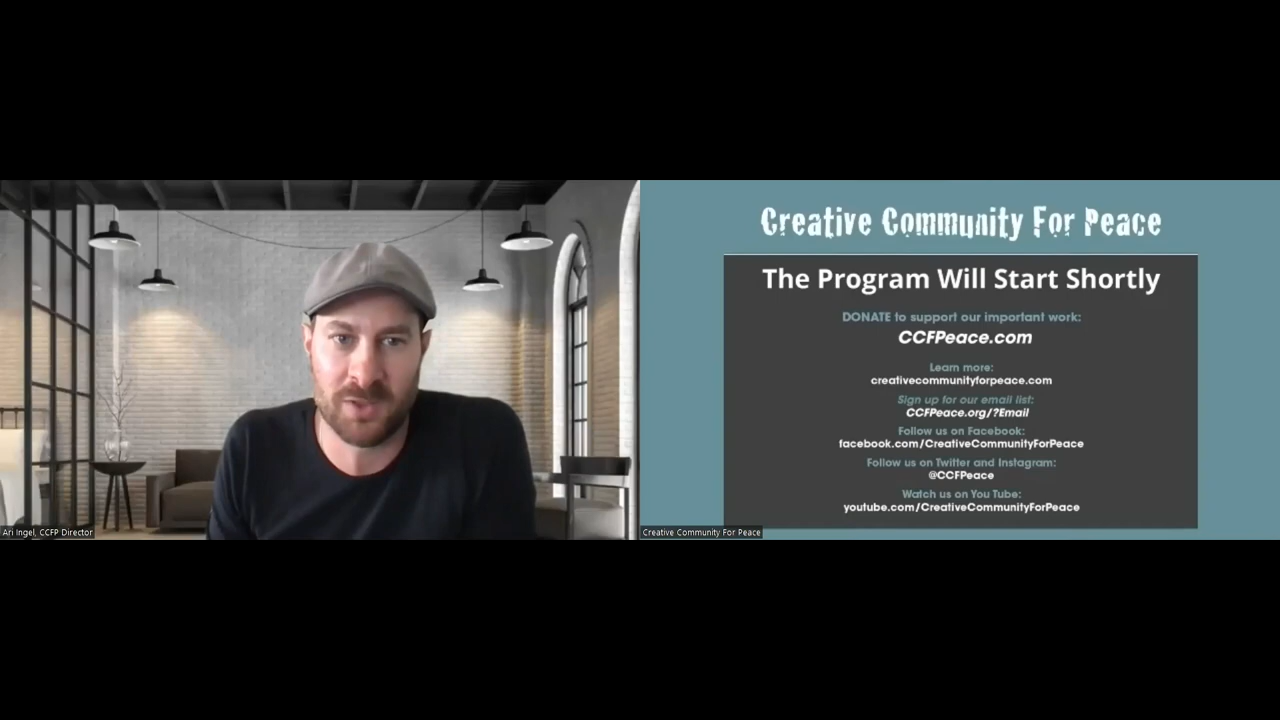 Ari Ingel, CCFP Director
Creative Community For Peace
The Program Will Start Shortly
DONATE to support our important work:
CCFPeace.com
Learn more:
creativecommunityforpeace.com
Sign up for our email list:
CCFPeace.org/?Email
Follow us on Facebook:
facebook.com/CreativeCommunityForPeace
Follow us on Twitter and Instagram:
@CCFPeace
Watch us on You Tube:
youtube.com/CreativeCommunityForPeace
Creative Community For Peace